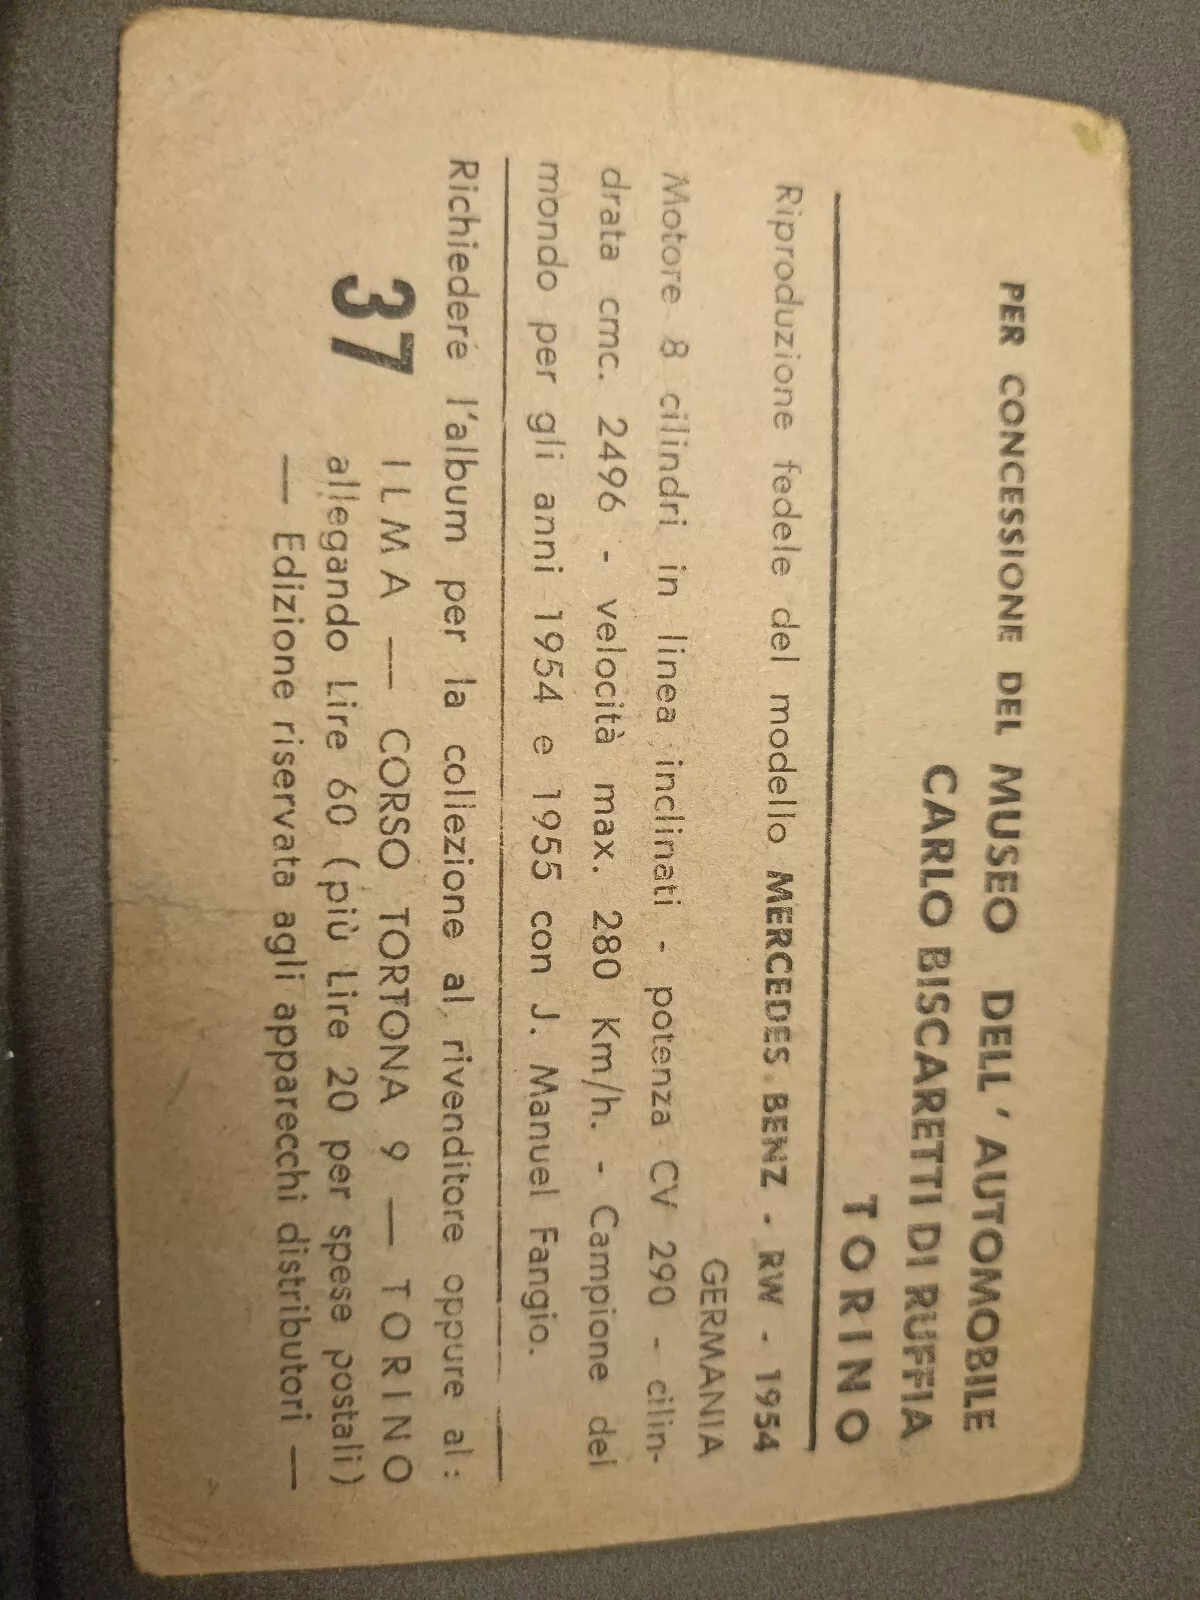 PER CONCESSIONE DEL MUSEO DELL' AUTOMOBILE
CARLO BISCARETTI DI RUFFIA
TORINO
Riproduzione fedele del modello MERCEDES BENZ - RW - 1954
GERMANIA
Motore 8 cilindri in linea inclinati - potenza CV 290 - cilin-
drata cmc. 2496 - velocità max. 280 Km/h. - Campione del
mondo per gli anni 1954 e 1955 con J. Manuel Fangio.
Richiedere l'album per la collezione al rivenditore oppure al:
37
ILMA — CORSO TORTONA 9 — TORINO
allegando Lire 60 (più Lire 20 per spese postali)
— Edizione riservata agli apparecchi distributori —